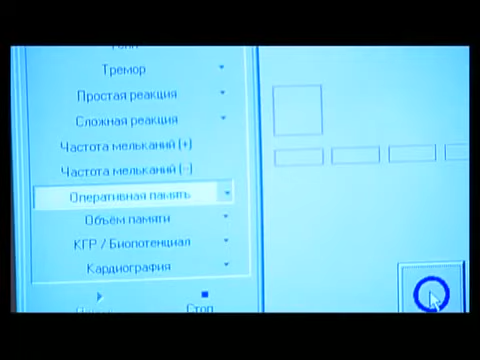 Тремор
Простая реакция
Сложная реакция
Частота мельканий (+)
Частота мельканий (-)
Оперативная память
Объём памяти
КГР / Биопотенциал
Кардиография
Стоп